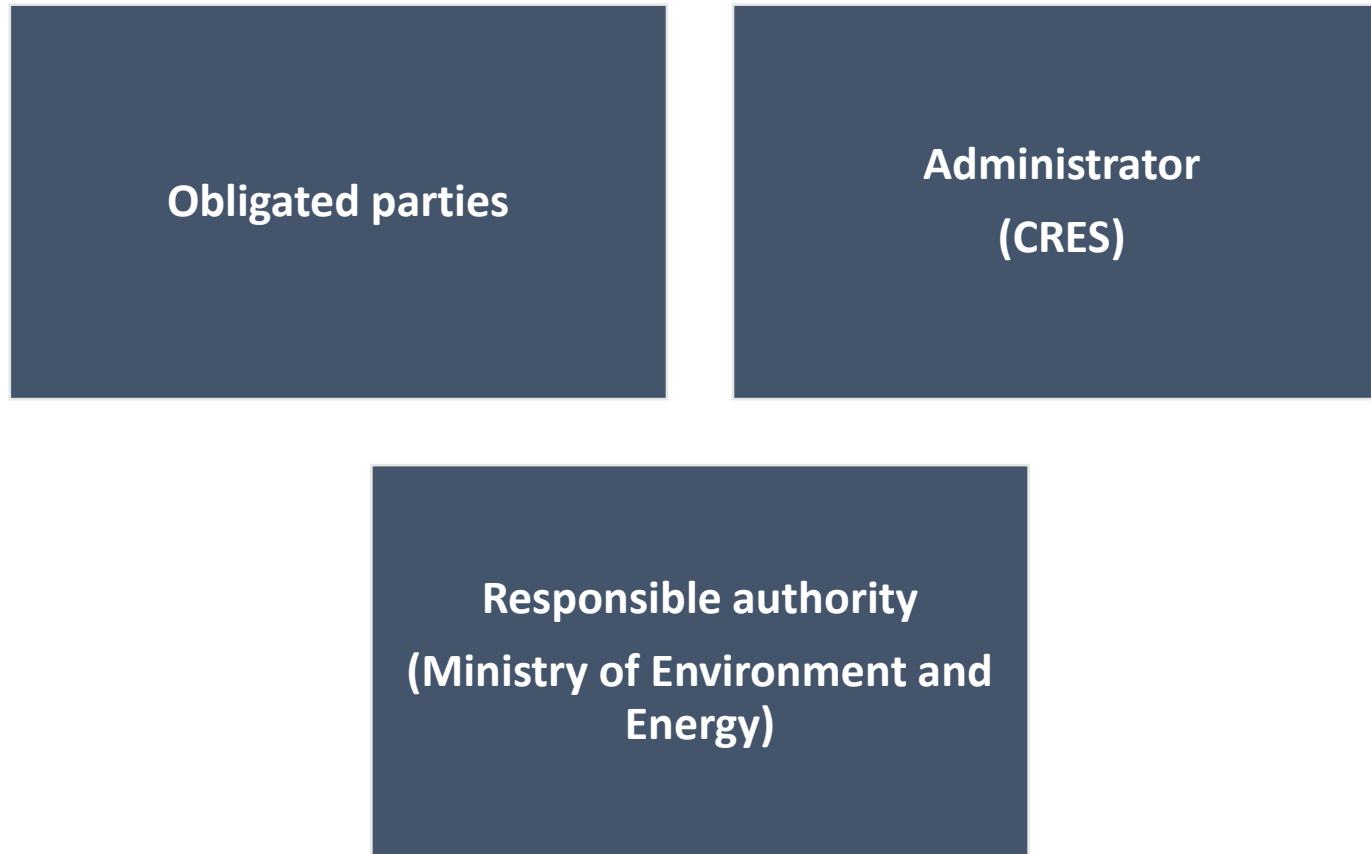 Obligated parties
Administrator
(CRES)
Responsible authority
(Ministry of Environment and
Energy)